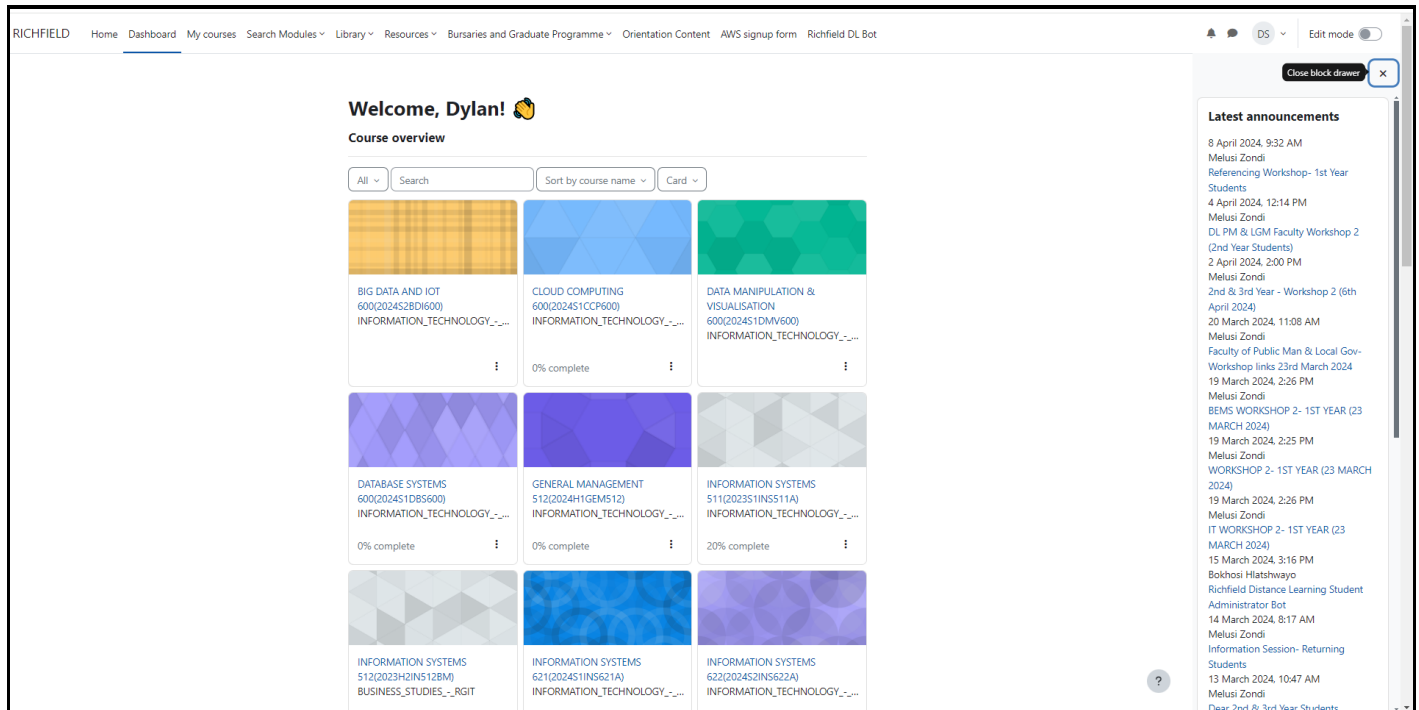 RICHFIELD Home Dashboard My courses Search Modules Library Resources Bursaries and Graduate Programme Orientation Content AWS signup form Richfield DL Bot DS Edit mode
Close block drawer
Welcome, Dylan!
Course overview
All Search Sort by course name Card
BIG DATA AND IOT
600(2024S2BDI600)
INFORMATION_TECHNOLOGY_-_...
CLOUD COMPUTING
600(2024S1CCP600)
INFORMATION_TECHNOLOGY_-_...
0% complete
DATA MANIPULATION &
VISUALISATION
600(2024S1DMV600)
INFORMATION_TECHNOLOGY_-_...
DATABASE SYSTEMS
600(2024S1DBS600)
INFORMATION_TECHNOLOGY_-_...
0% complete
GENERAL MANAGEMENT
512(2024H1GEM512)
INFORMATION_TECHNOLOGY_-_...
0% complete
INFORMATION SYSTEMS
511(2023S1INS511A)
INFORMATION_TECHNOLOGY_-_...
20% complete
INFORMATION SYSTEMS
512(2023H2IN512BM)
BUSINESS_STUDIES_-_RGIT
INFORMATION SYSTEMS
621(2024S1INS621A)
INFORMATION_TECHNOLOGY_-_...
INFORMATION SYSTEMS
622(2024S2INS622A)
INFORMATION_TECHNOLOGY_-_...
?
Latest announcements
8 April 2024, 9:32 AM
Melusi Zondi
Referencing Workshop- 1st Year
Students
4 April 2024, 12:14 PM
Melusi Zondi
DL PM & LGM Faculty Workshop 2
(2nd Year Students)
2 April 2024, 2:00 PM
Melusi Zondi
2nd & 3rd Year - Workshop 2 (6th
April 2024)
20 March 2024, 11:08 AM
Melusi Zondi
Faculty of Public Man & Local Gov-
Workshop links 23rd March 2024
19 March 2024, 2:26 PM
Melusi Zondi
BEMS WORKSHOP 2- 1ST YEAR (23
MARCH 2024)
19 March 2024, 2:25 PM
Melusi Zondi
WORKSHOP 2- 1ST YEAR (23 MARCH
2024)
19 March 2024, 2:26 PM
Melusi Zondi
IT WORKSHOP 2- 1ST YEAR (23
MARCH 2024)
15 March 2024, 3:16 PM
Bokhosi Hlatshwayo
Richfield Distance Learning Student
Administrator Bot
14 March 2024, 8:17 AM
Melusi Zondi
Information Session- Returning
Students
13 March 2024, 10:47 AM
Melusi Zondi
Dear 2nd & 3rd Year Students